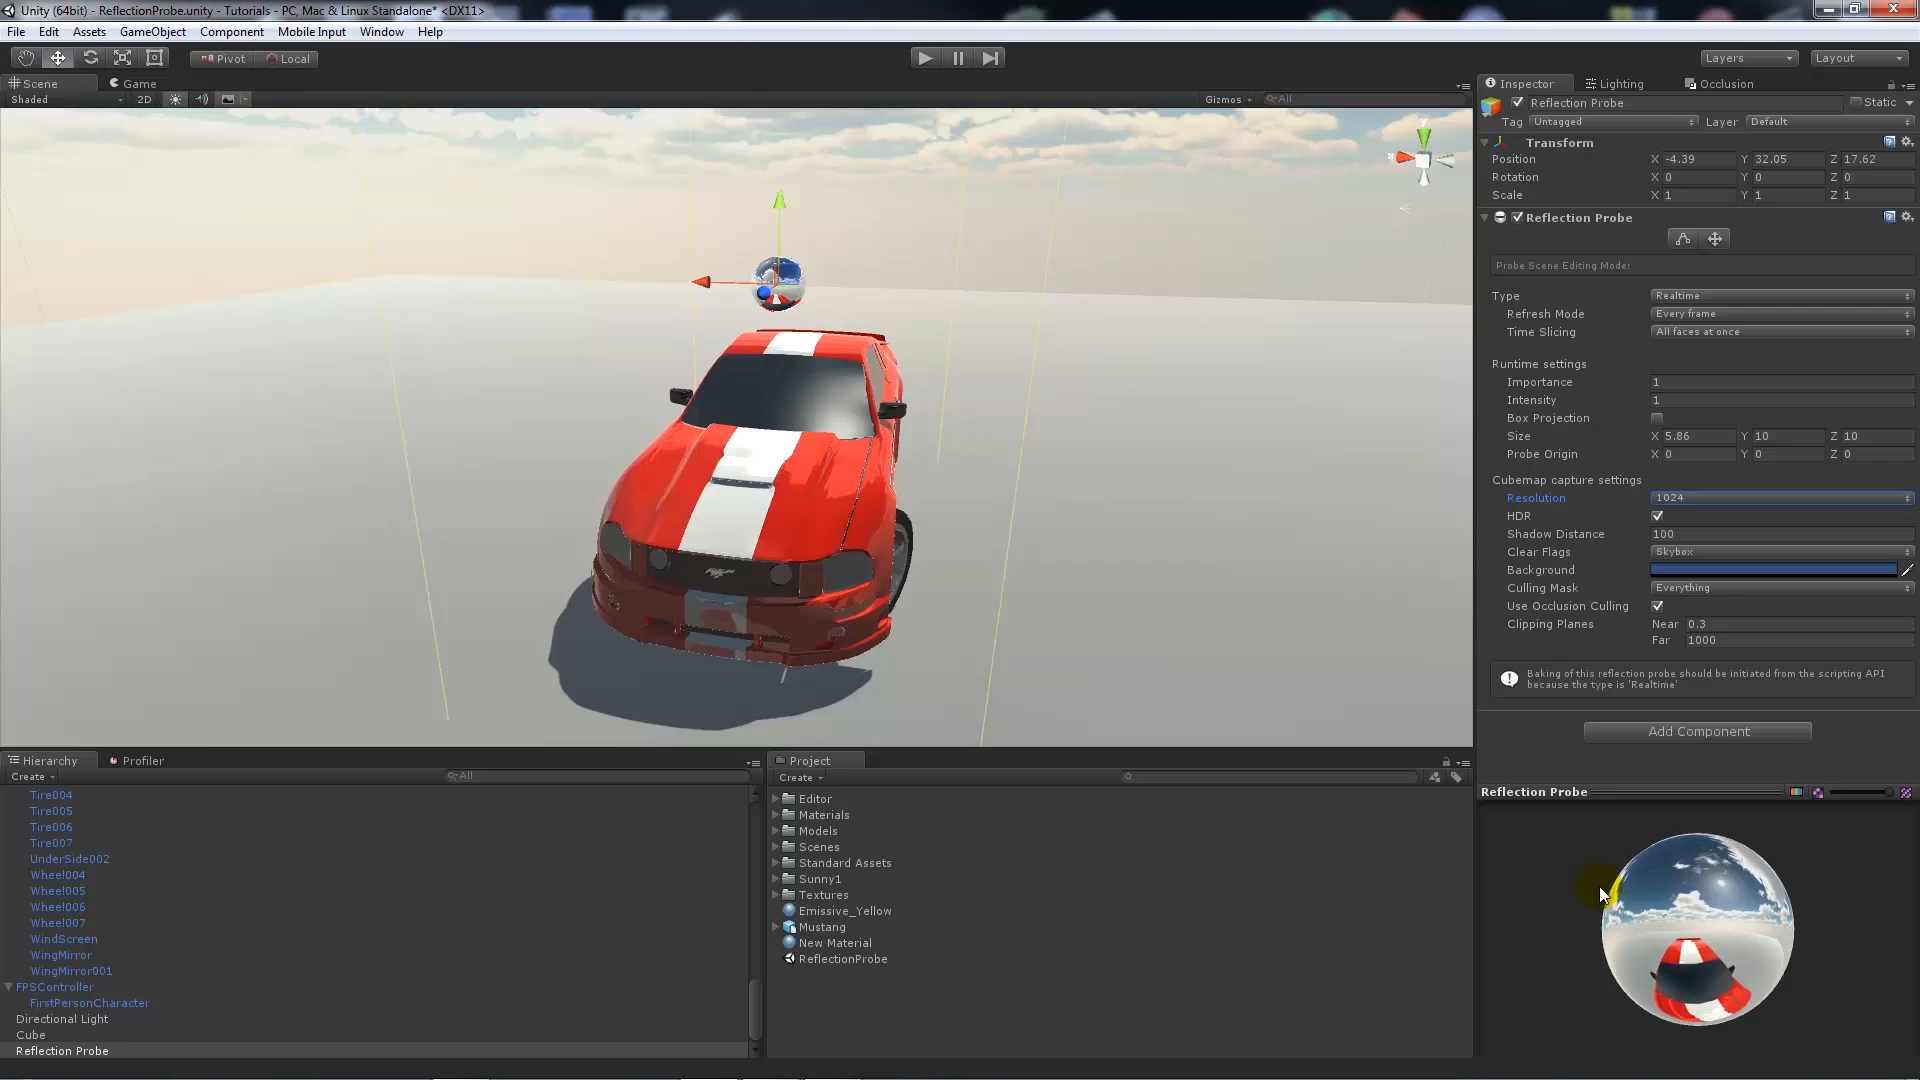 Unity (64bit) - ReflectionProbe.unity - Tutorials - PC, Mac & Linux Standalone* <DX11>
File Edit Assets GameObject Component Mobile Input Window Help
Pivot Local Layers Layout
Scene Game
Shaded 2D Gizmos All
Inspector Lighting Occlusion
Reflection Probe Static
Tag Untagged Layer Default
Transform
Position X -4.39 Y 32.05 Z 17.62
Rotation X 0 Y 0 Z 0
Scale X 1 Y 1 Z 1
Reflection Probe
Probe Scene Editing Mode:
Type Realtime
Refresh Mode Every frame
Time Slicing All faces at once
Runtime settings
Importance 1
Intensity 1
Box Projection
Size X 5.86 Y 10 Z 10
Probe Origin X 0 Y 0 Z 0
Cubemap capture settings
Resolution 1024
HDR
Shadow Distance 100
Clear Flags Skybox
Background
Culling Mask Everything
Use Occlusion Culling
Clipping Planes Near 0.3
Far 1000
Baking of this reflection probe should be initiated from the scripting API
because the type is 'Realtime'
Add Component
Reflection Probe
Hierarchy Profiler
Create All
Tire004
Tire005
Tire006
Tire007
UnderSide002
Wheel004
Wheel005
Wheel006
Wheel007
WindScreen
WingMirror
WingMirror001
FPSController
FirstPersonCharacter
Directional Light
Cube
Reflection Probe
Project
Create
Editor
Materials
Models
Scenes
Standard Assets
Sunny1
Textures
Emissive_Yellow
Mustang
New Material
ReflectionProbe